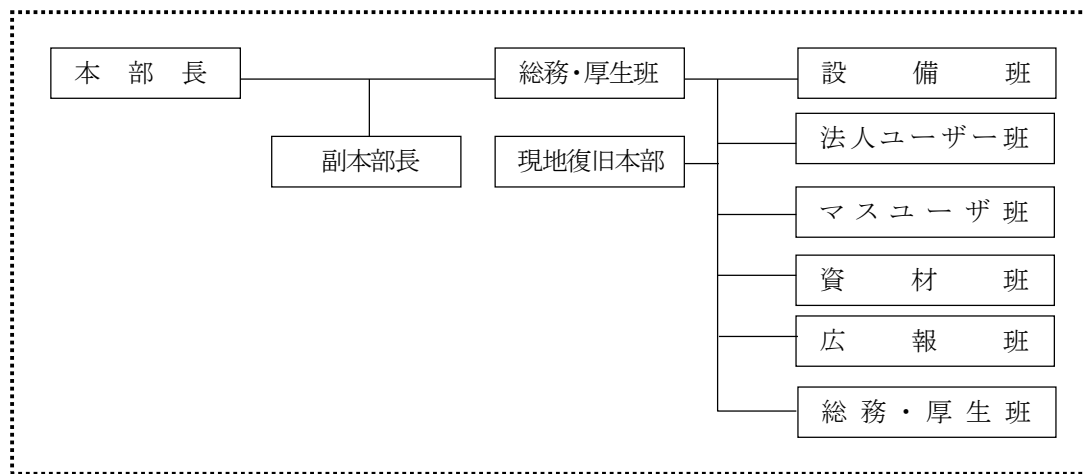 本部長
総務・厚生班
設備班
副本部長
現地復旧本部
法人ユーザー班
マスユーザ班
資材班
広報班
総務・厚生班